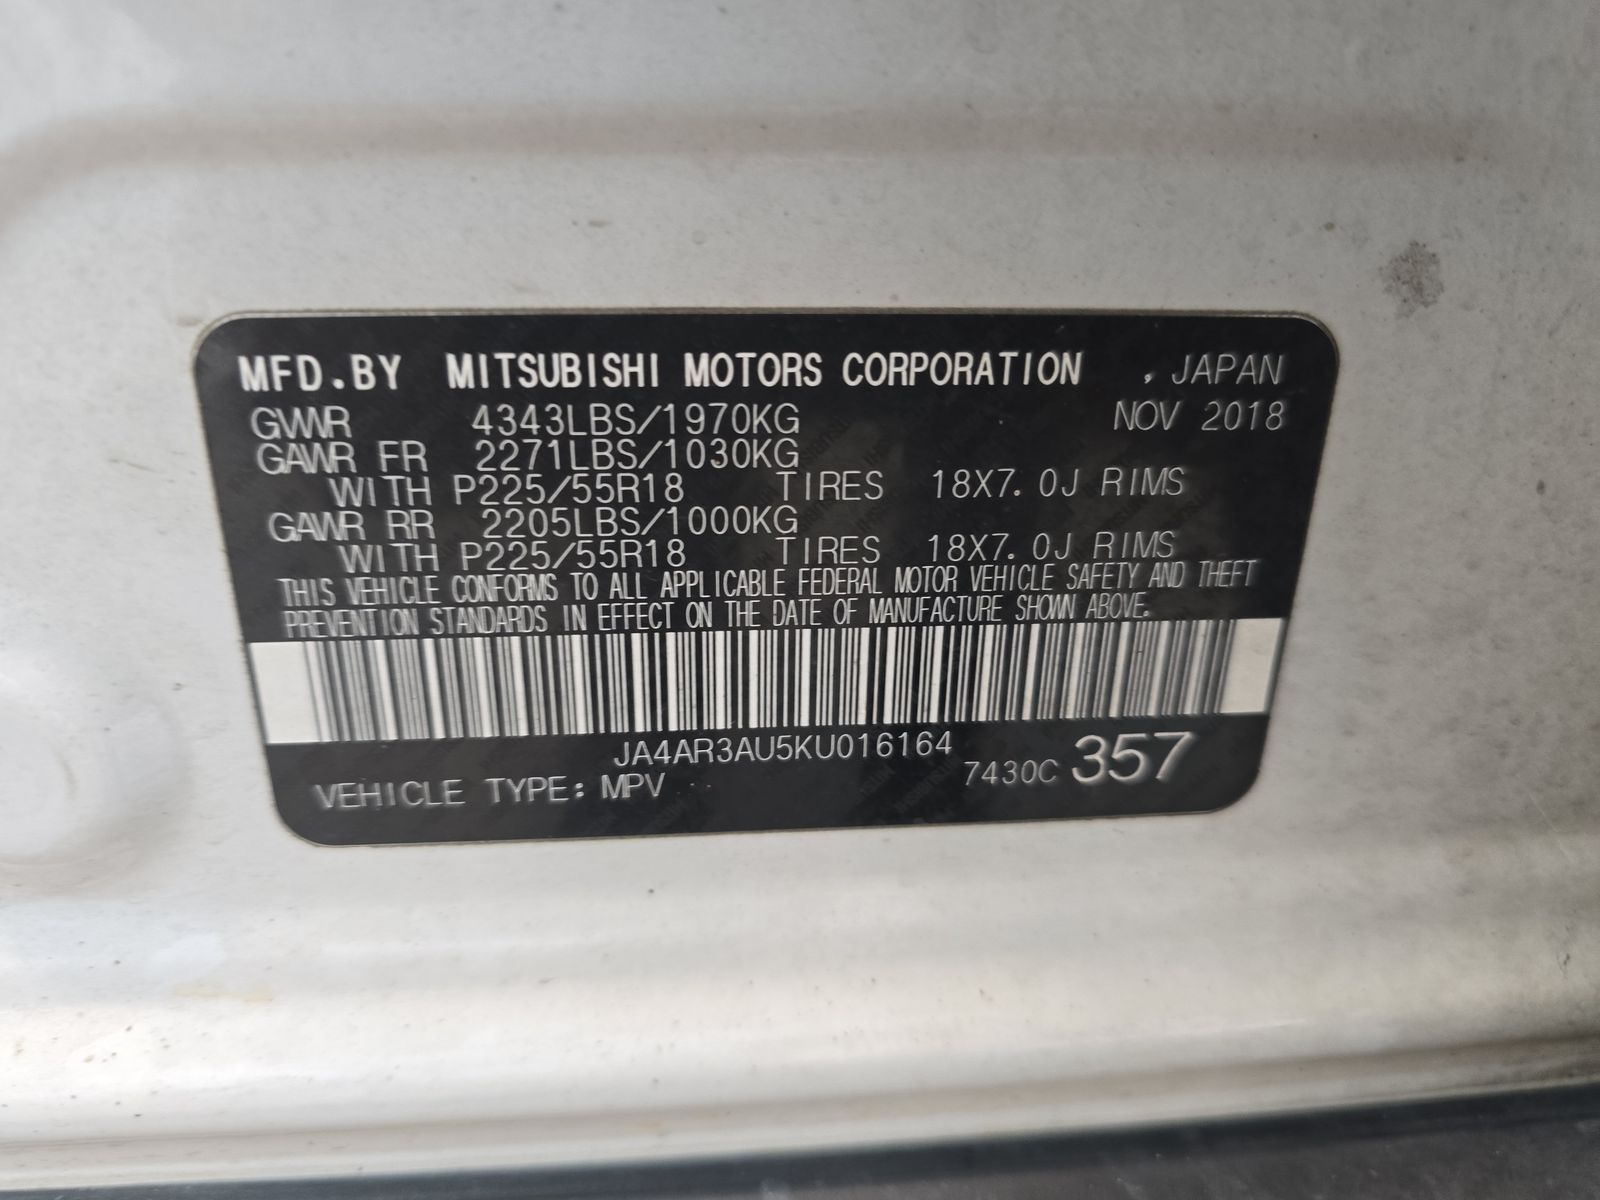 MFD.BY MITSUBISHI MOTORS CORPORATION , JAPAN
GVWR 4343LBS/1970KG NOV 2018
GAWR FR 2271LBS/1030KG
WITH P225/55R18 TIRES 18X7.0J RIMS
GAWR RR 2205LBS/1000KG
WITH P225/55R18 TIRES 18X7.0J RIMS
THIS VEHICLE CONFORMS TO ALL APPLICABLE FEDERAL MOTOR VEHICLE SAFETY AND THEFT
PREVENTION STANDARDS IN EFFECT ON THE DATE OF MANUFACTURE SHOWN ABOVE.
JA4AR3AU5KU016164
VEHICLE TYPE: MPV 7430C 357